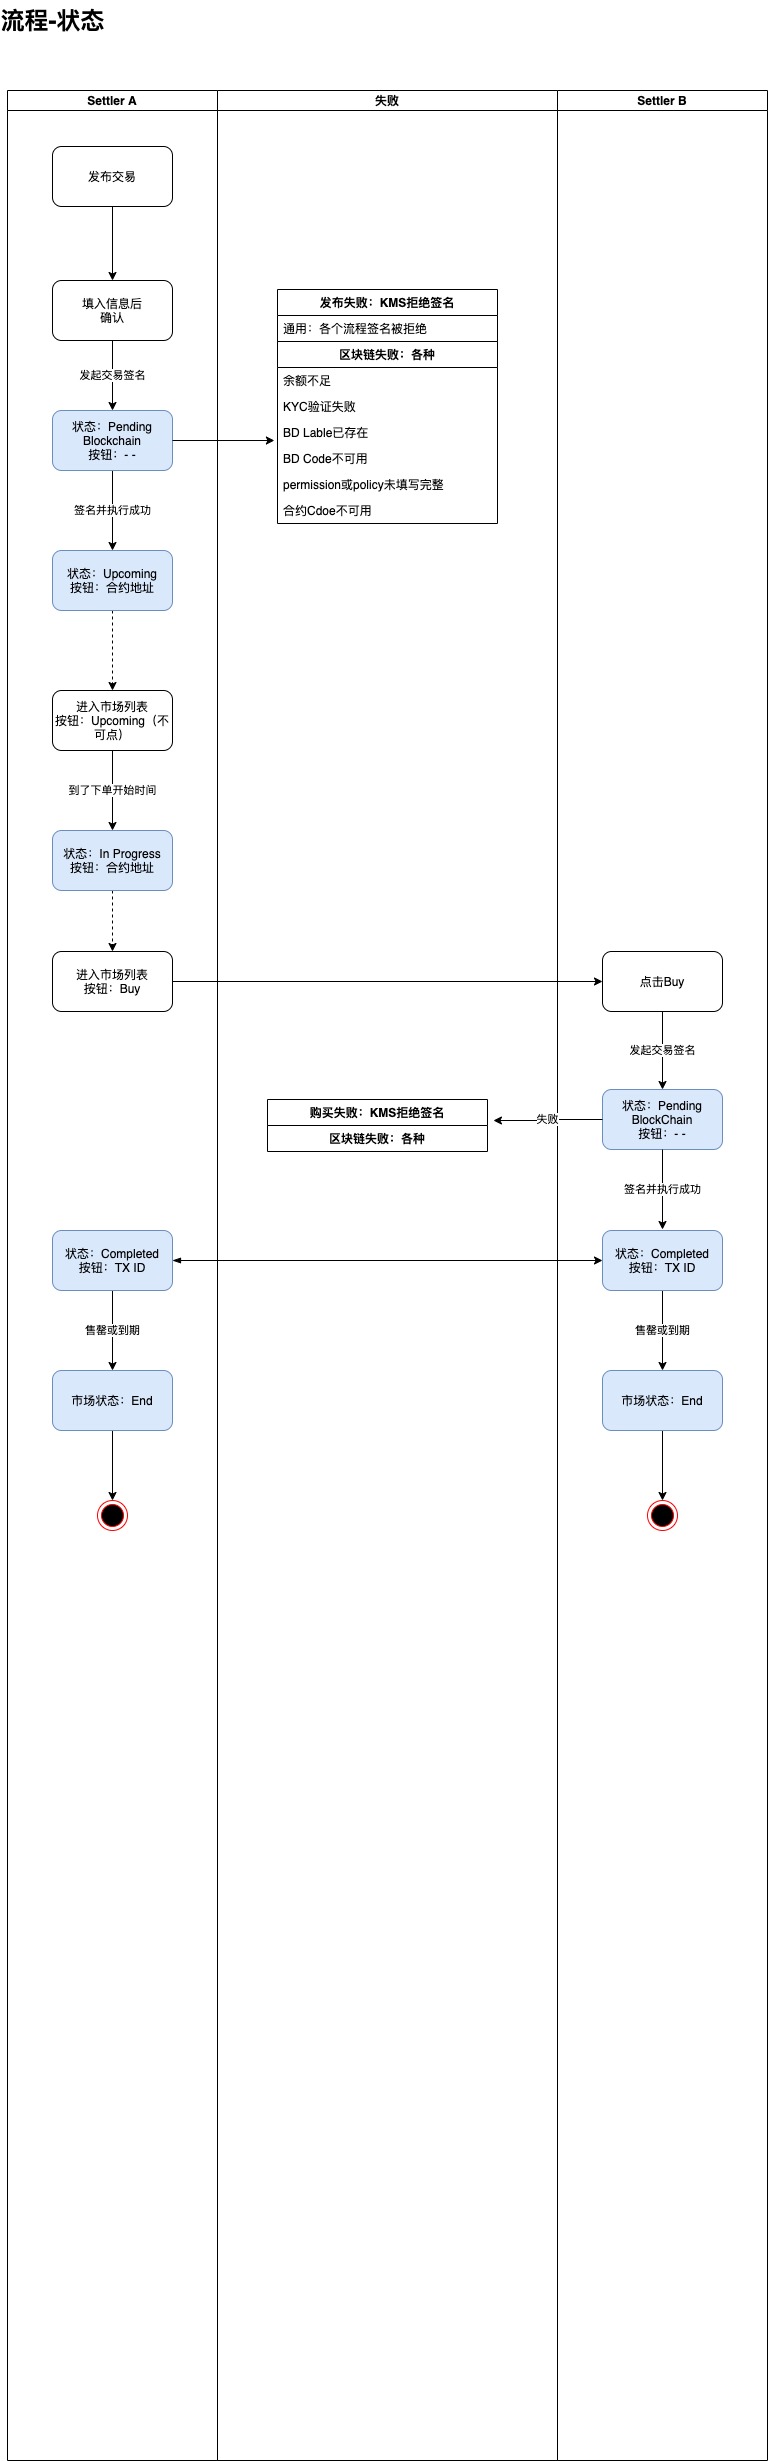 流程-状态
Settler A
失败
Settler B
发布交易
填入信息后
确认
发起交易签名
状态：Pending
Blockchain
按钮：- -
发布失败：KMS拒绝签名
通用：各个流程签名被拒绝
区块链失败：各种
余额不足
KYC验证失败
BD Lable已存在
BD Code不可用
permission或policy未填写完整
合约Cdoe不可用
签名并执行成功
状态：Upcoming
按钮：合约地址
进入市场列表
按钮：Upcoming（不
可点）
到了下单开始时间
状态：In Progress
按钮：合约地址
进入市场列表
按钮：Buy
点击Buy
发起交易签名
状态：Pending
BlockChain
按钮：- -
失败
购买失败：KMS拒绝签名
区块链失败：各种
签名并执行成功
状态：Completed
按钮：TX ID
状态：Completed
按钮：TX ID
售罄或到期
售罄或到期
市场状态：End
市场状态：End